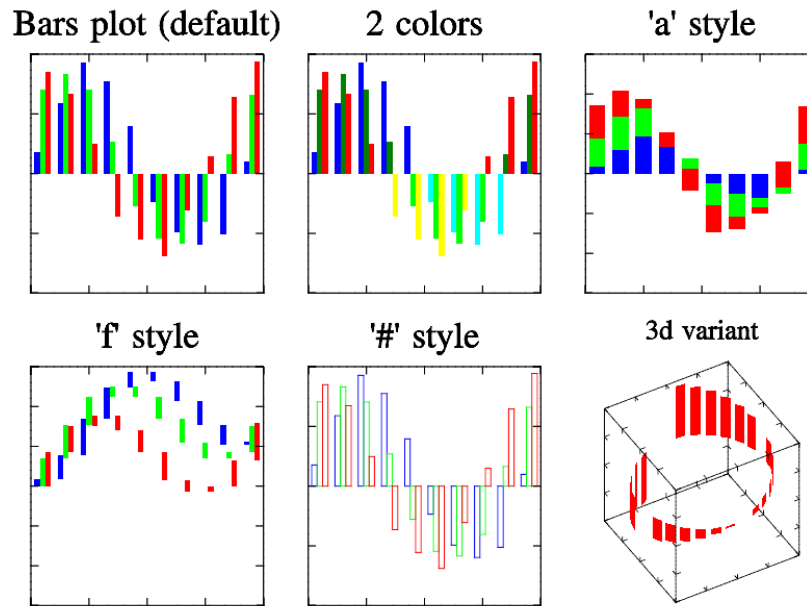 Bars plot (default)
2 colors
'a' style
'f' style
'#' style
3d variant